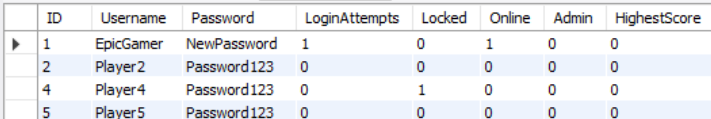 ID Username Password LoginAttempts Locked Online Admin HighestScore
1 EpicGamer NewPassword 1 0 1 0 0
2 Player2 Password123 0 0 0 0 0
4 Player4 Password123 0 1 0 0 0
5 Player5 Password123 0 0 0 0 0